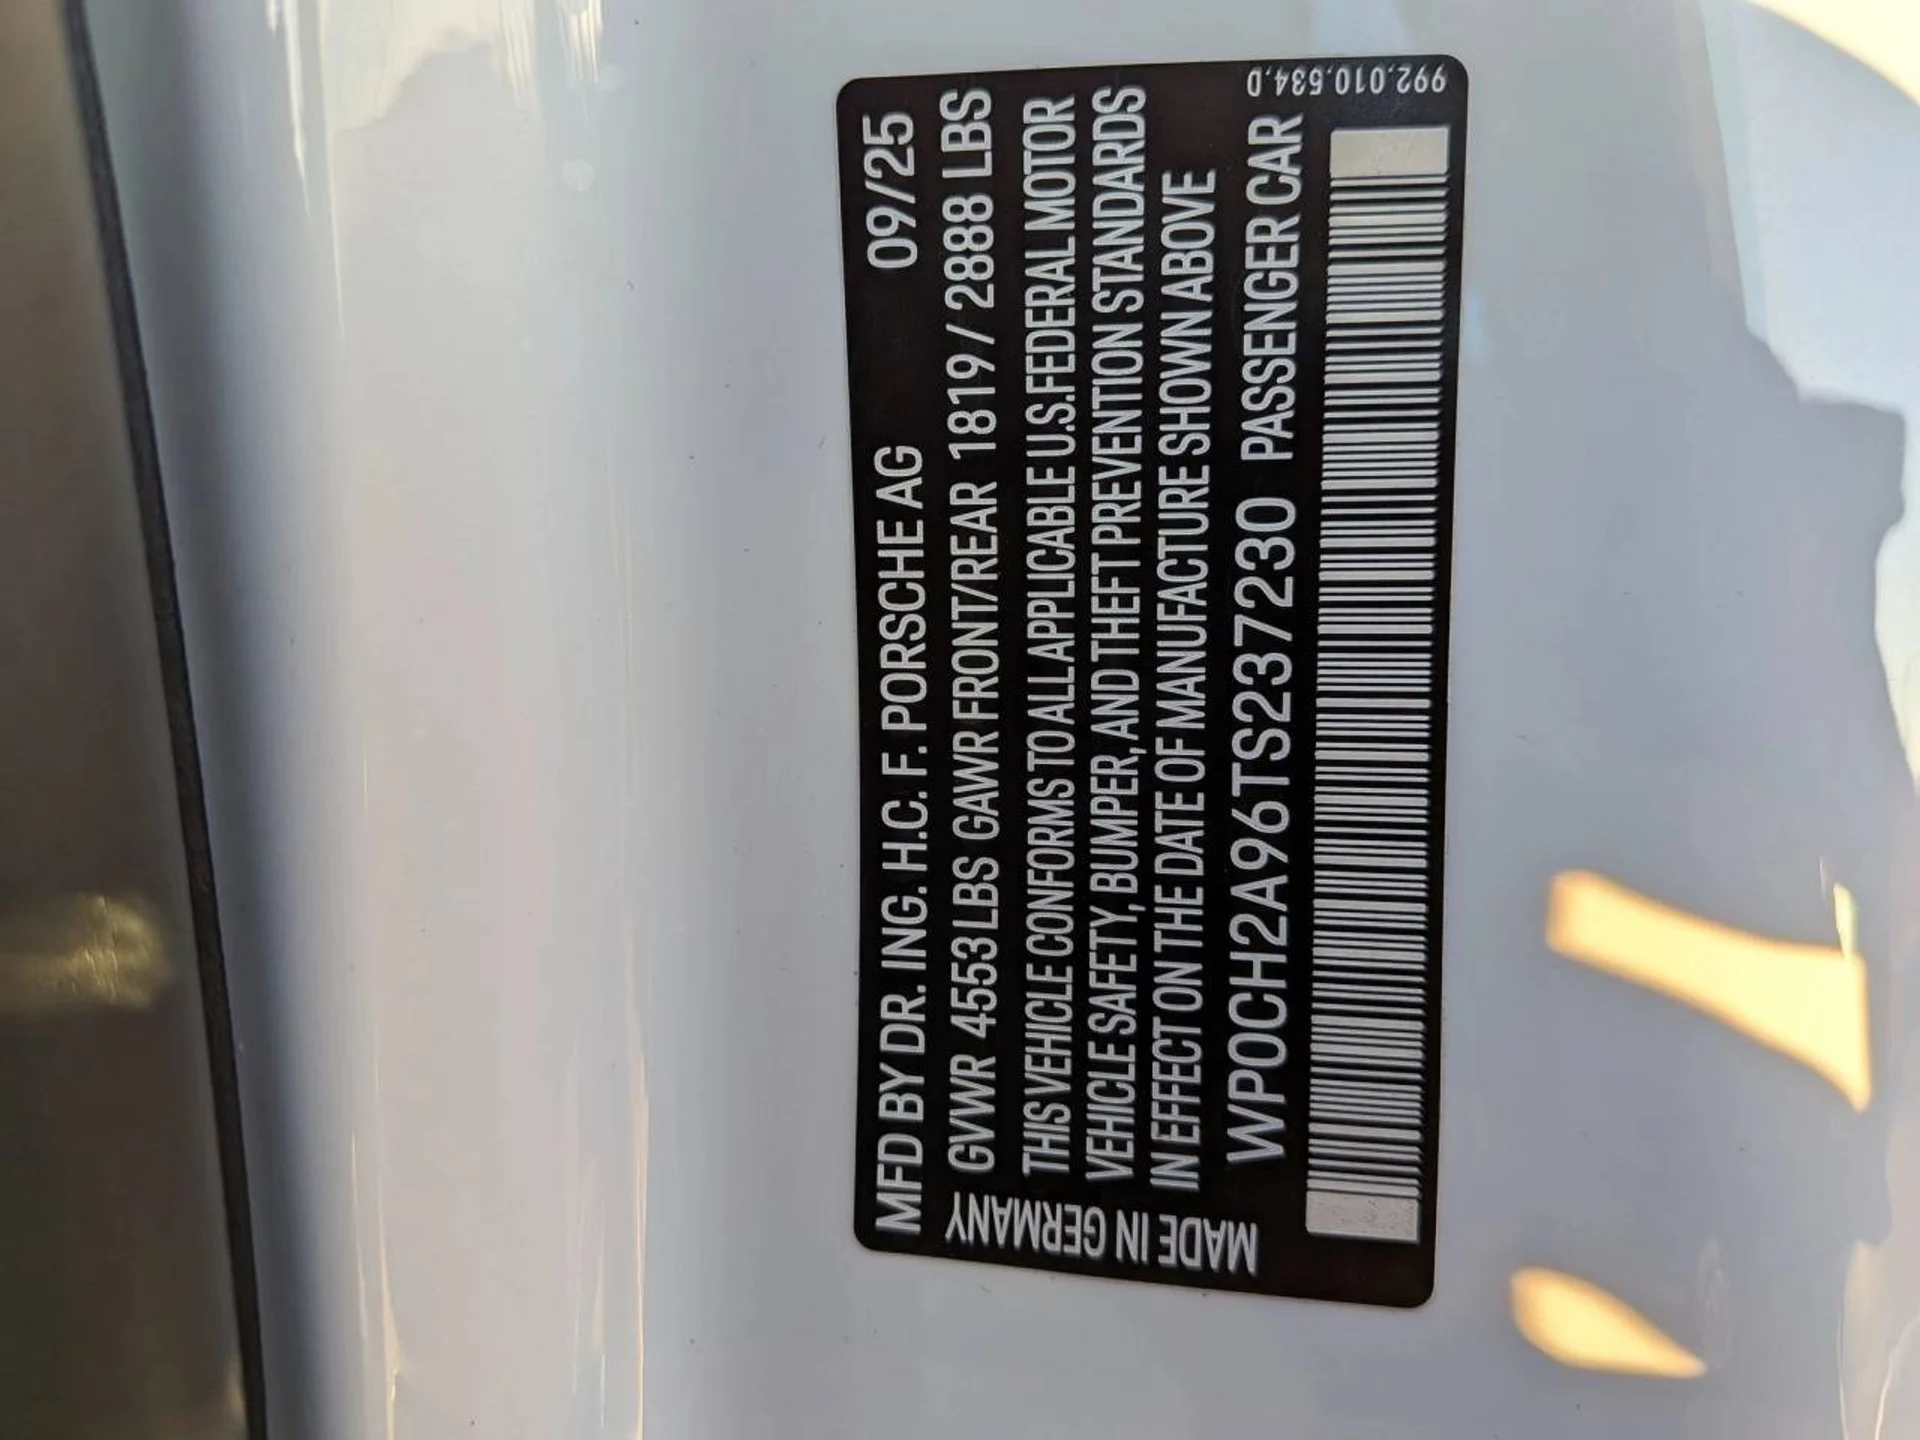 MFD BY DR. ING. H.C. F. PORSCHE AG 09/25
GVWR 4553 LBS GAWR FRONT/REAR 1819 / 2888 LBS
THIS VEHICLE CONFORMS TO ALL APPLICABLE U.S. FEDERAL MOTOR
VEHICLE SAFETY, BUMPER, AND THEFT PREVENTION STANDARDS
IN EFFECT ON THE DATE OF MANUFACTURE SHOWN ABOVE
WP0CH2A96TS237230 PASSENGER CAR
MADE IN GERMANY
992.010.534.D